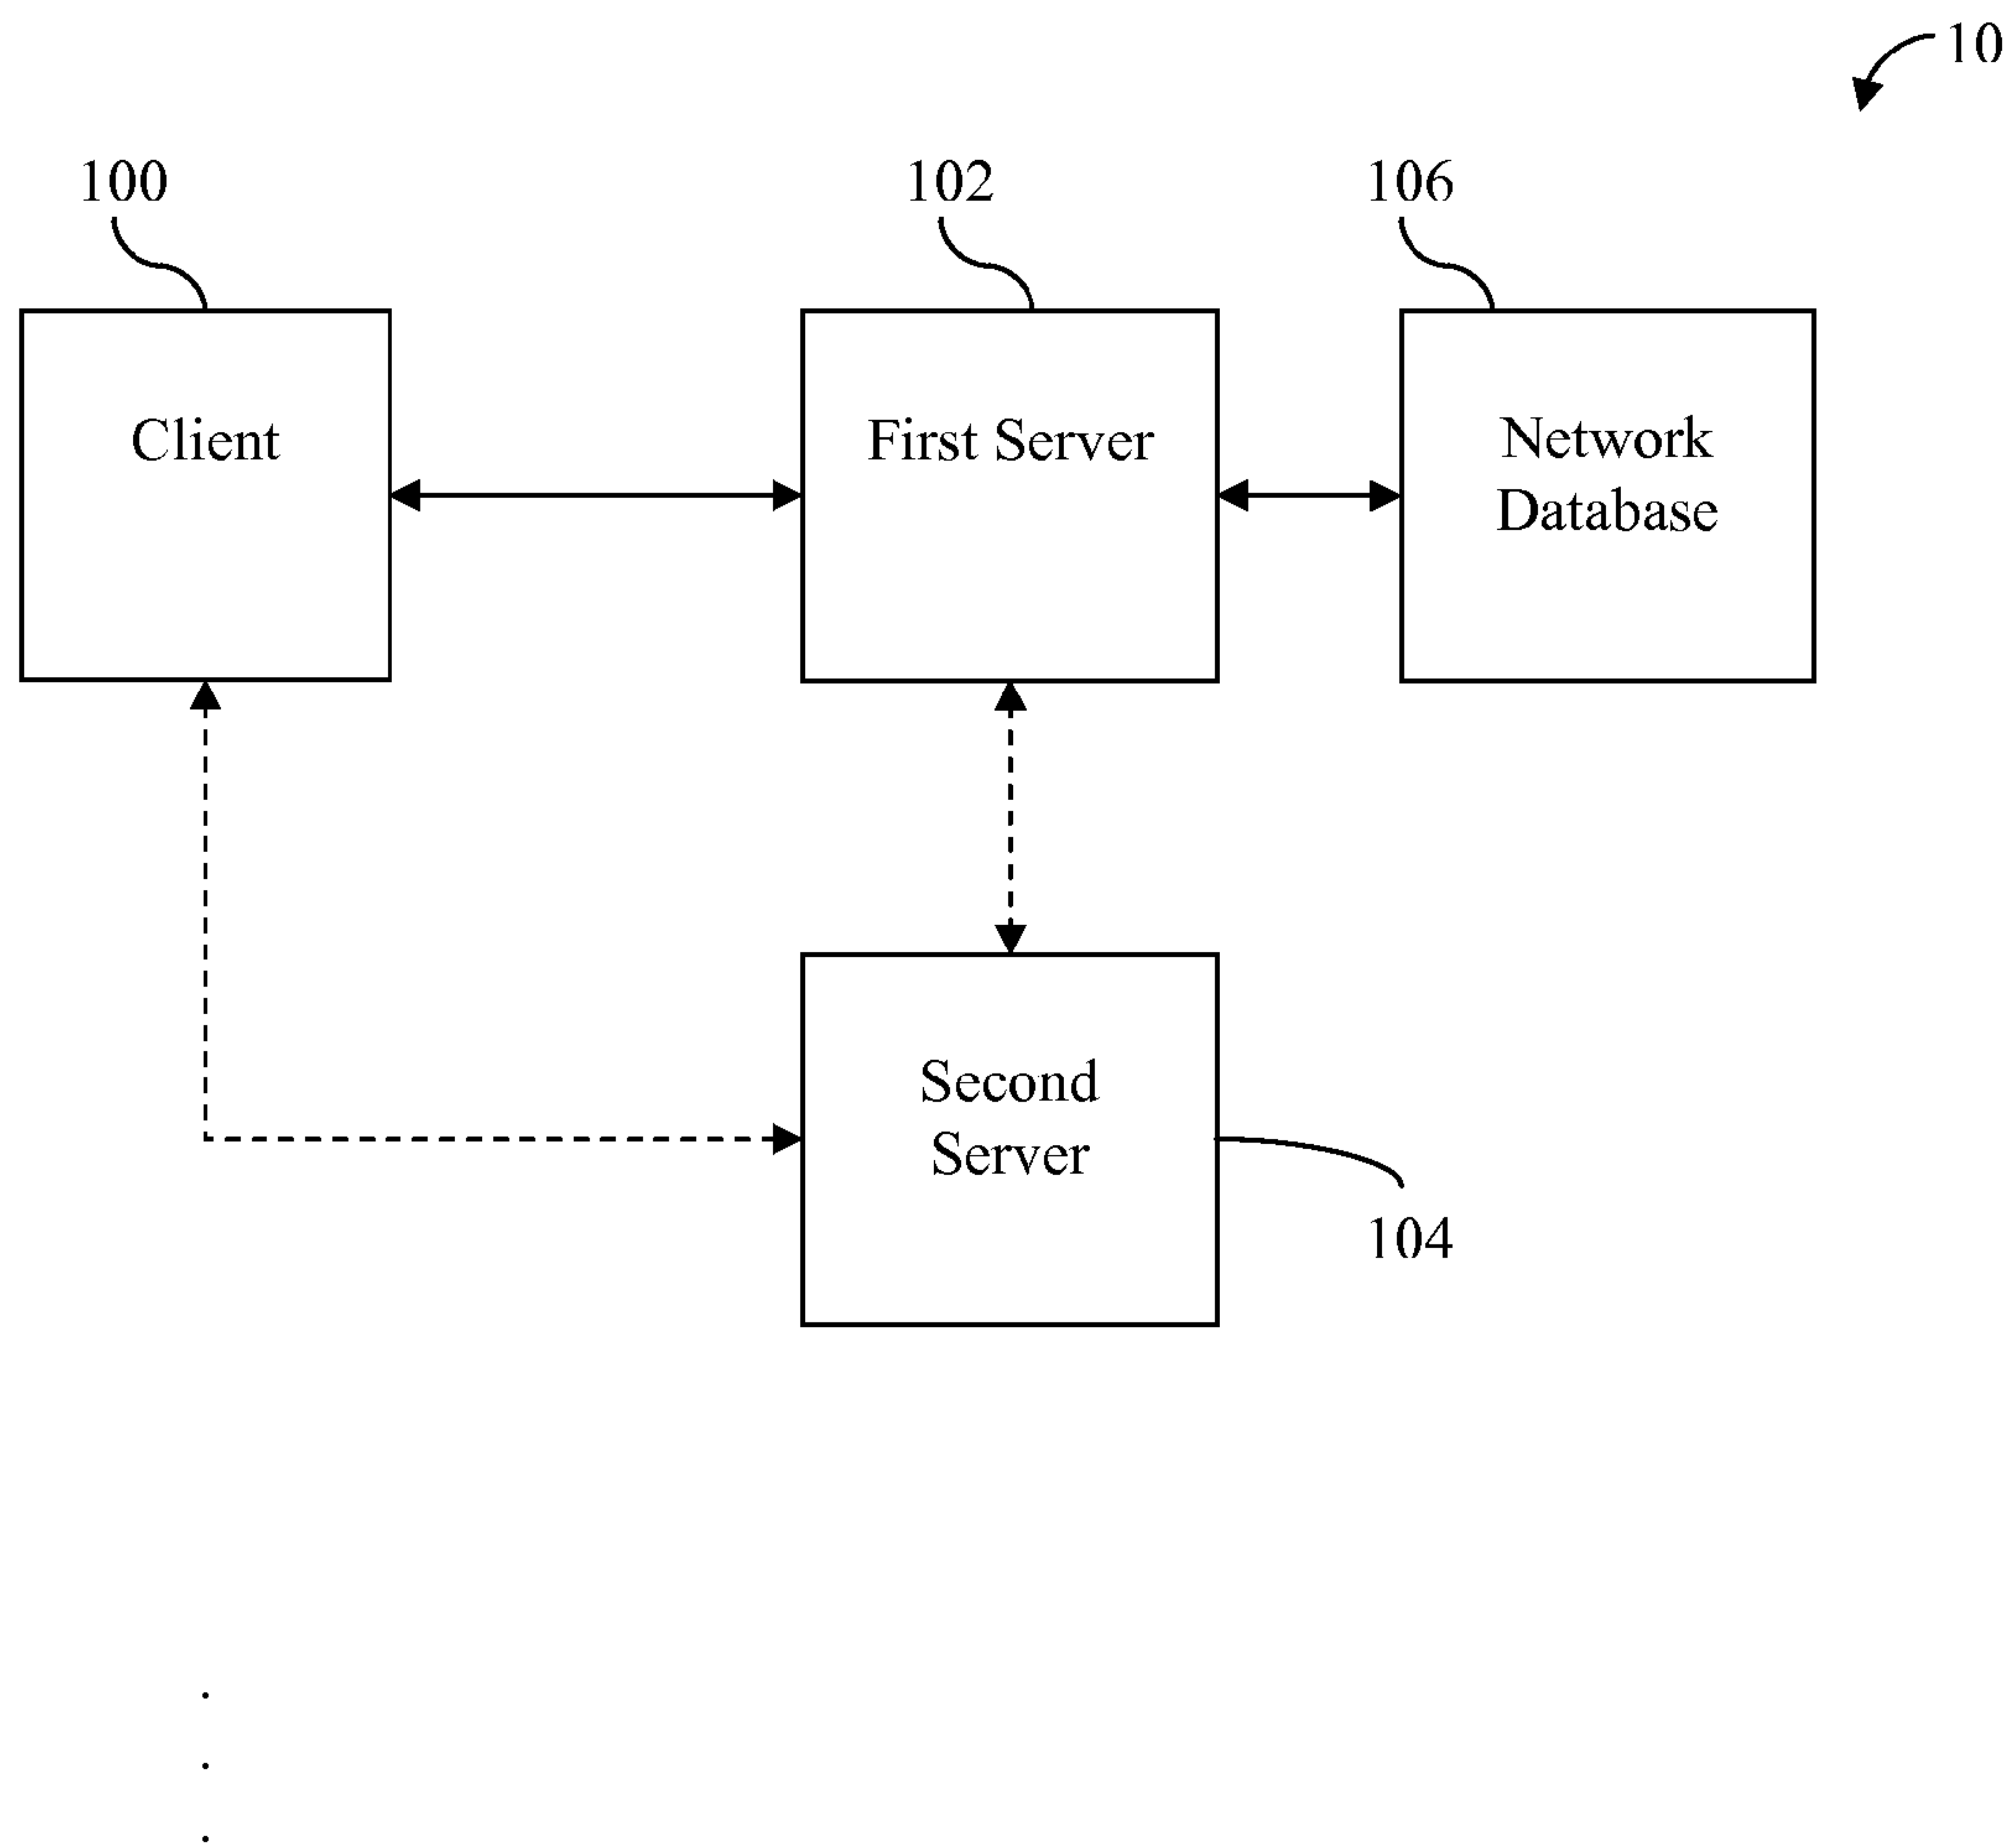 10
100
102
106
Client
First Server
Network
Database
Second
Server
104